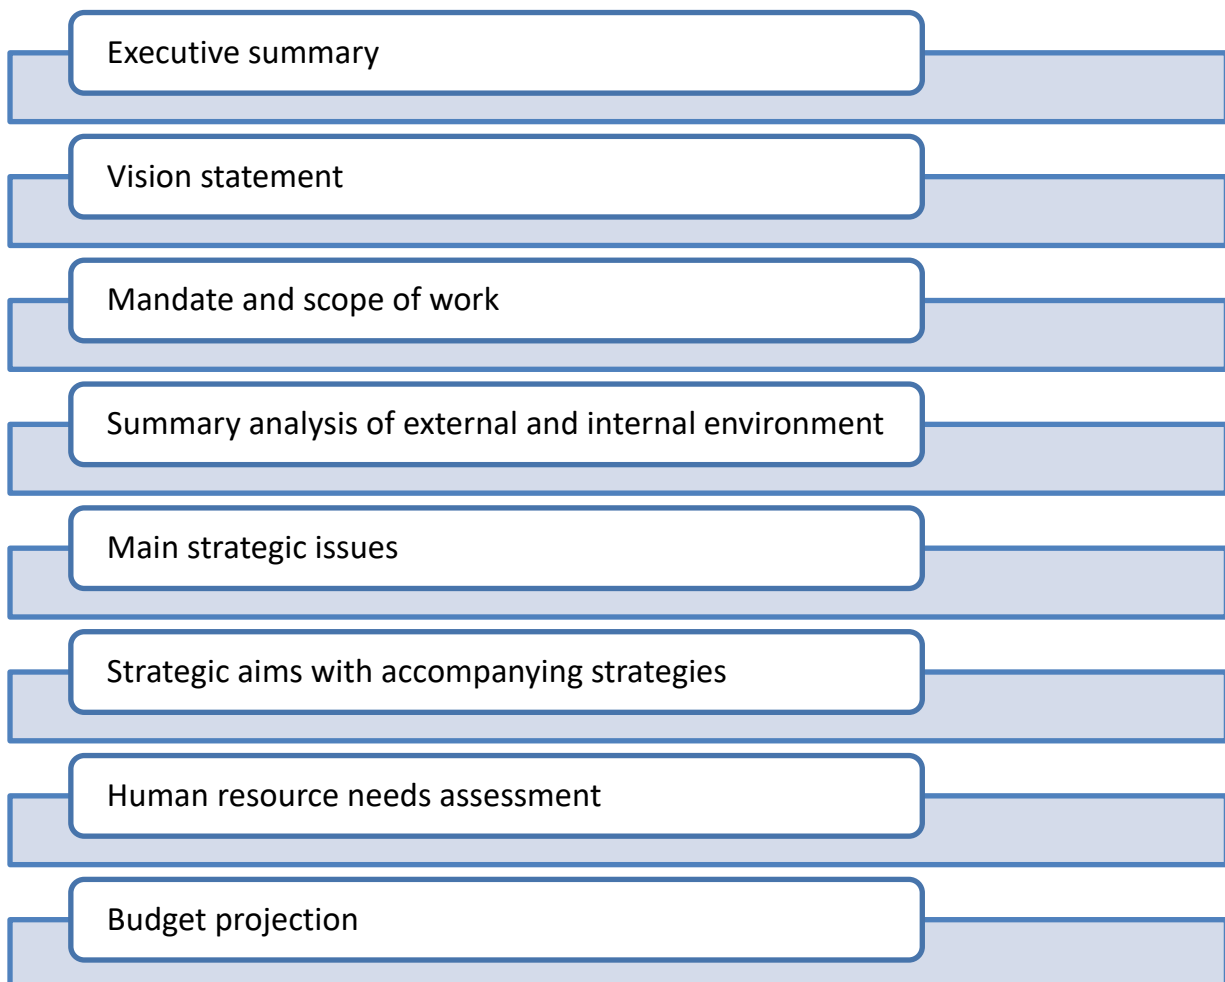 Executive summary
Vision statement
Mandate and scope of work
Summary analysis of external and internal environment
Main strategic issues
Strategic aims with accompanying strategies
Human resource needs assessment
Budget projection